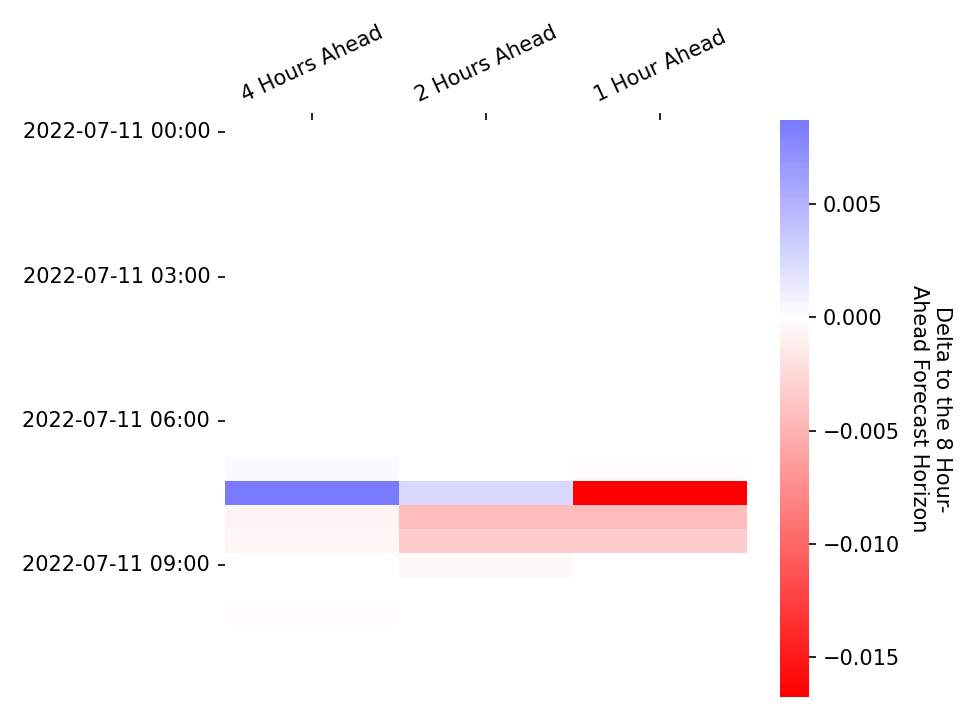 4 Hours Ahead
2 Hours Ahead
1 Hour Ahead
2022-07-11 00:00
2022-07-11 03:00
2022-07-11 06:00
2022-07-11 09:00
0.005
0.000
−0.005
−0.010
−0.015
Delta to the 8 Hour-
Ahead Forecast Horizon